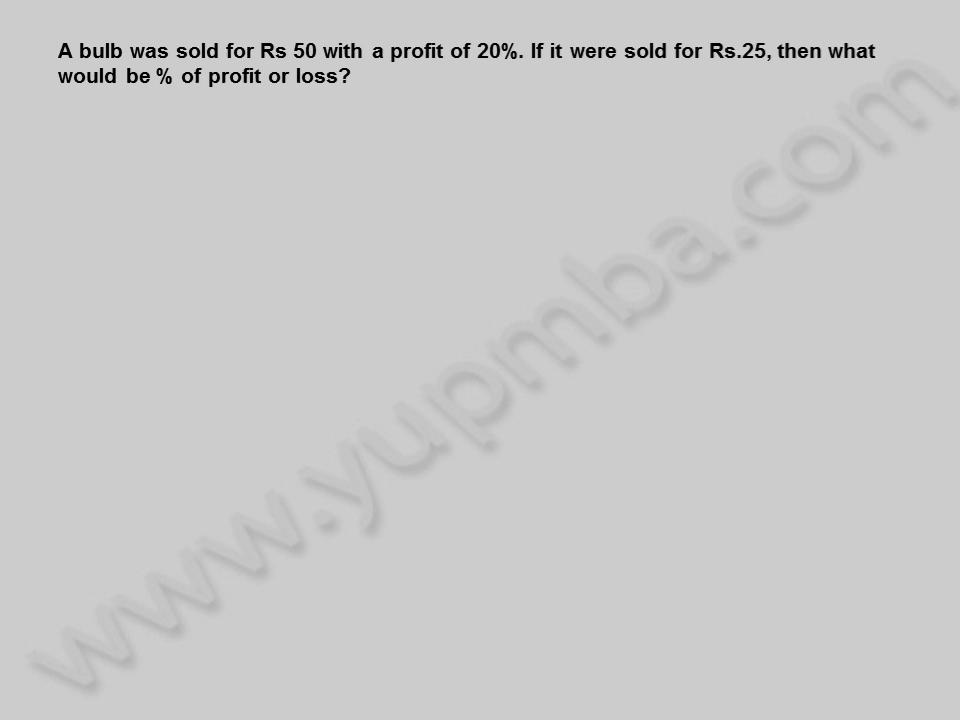 A bulb was sold for Rs 50 with a profit of 20%. If it were sold for Rs.25, then what
would be % of profit or loss?
www.yupmba.com